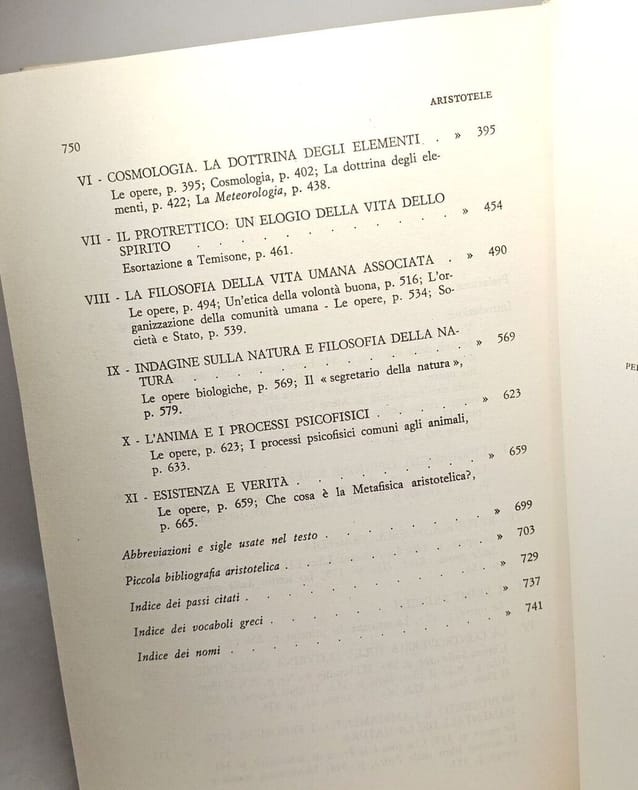 750
ARISTOTELE
VI - COSMOLOGIA. LA DOTTRINA DEGLI ELEMENTI . » 395
Le opere, p. 395; Cosmologia, p. 402; La dottrina degli ele-
menti, p. 422; La Meteorologia, p. 438.
VII - IL PROTRETTICO: UN ELOGIO DELLA VITA DELLO
SPIRITO . . . . . . . . . . » 454
Esortazione a Temisone, p. 461.
VIII - LA FILOSOFIA DELLA VITA UMANA ASSOCIATA . » 490
Le opere, p. 494; Un'etica della volontà buona, p. 516; L'or-
ganizzazione della comunità umana - Le opere, p. 534; So-
cietà e Stato, p. 539.
IX - INDAGINE SULLA NATURA E FILOSOFIA DELLA NA-
TURA . . . . . . . . . . » 569
Le opere biologiche, p. 569; Il « segretario della natura »,
p. 579.
X - L'ANIMA E I PROCESSI PSICOFISICI . . . . » 623
Le opere, p. 623; I processi psicofisici comuni agli animali,
p. 633.
XI - ESISTENZA E VERITÀ . . . . . . . » 659
Le opere, p. 659; Che cosa è la Metafisica aristotelica?,
p. 665.
Abbreviazioni e sigle usate nel testo . . . . . . » 699
Piccola bibliografia aristotelica . . . . . . . » 703
Indice dei passi citati . . . . . . . . . » 729
Indice dei vocaboli greci . . . . . . . . » 737
Indice dei nomi . . . . . . . . . . » 741